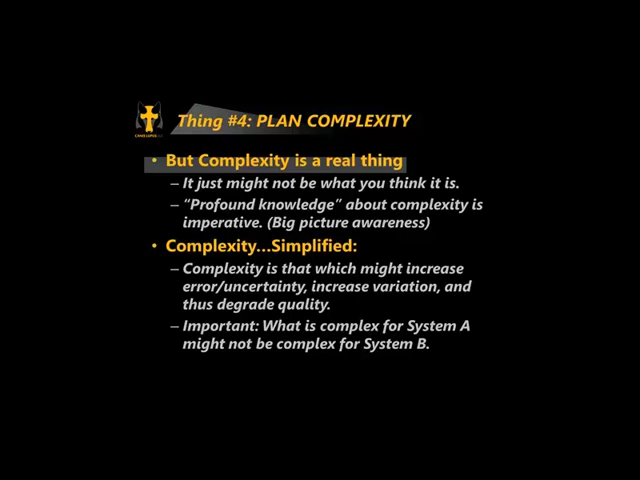 Thing #4: PLAN COMPLEXITY
• But Complexity is a real thing
– It just might not be what you think it is.
– “Profound knowledge” about complexity is
imperative. (Big picture awareness)
• Complexity...Simplified:
– Complexity is that which might increase
error/uncertainty, increase variation, and
thus degrade quality.
– Important: What is complex for System A
might not be complex for System B.